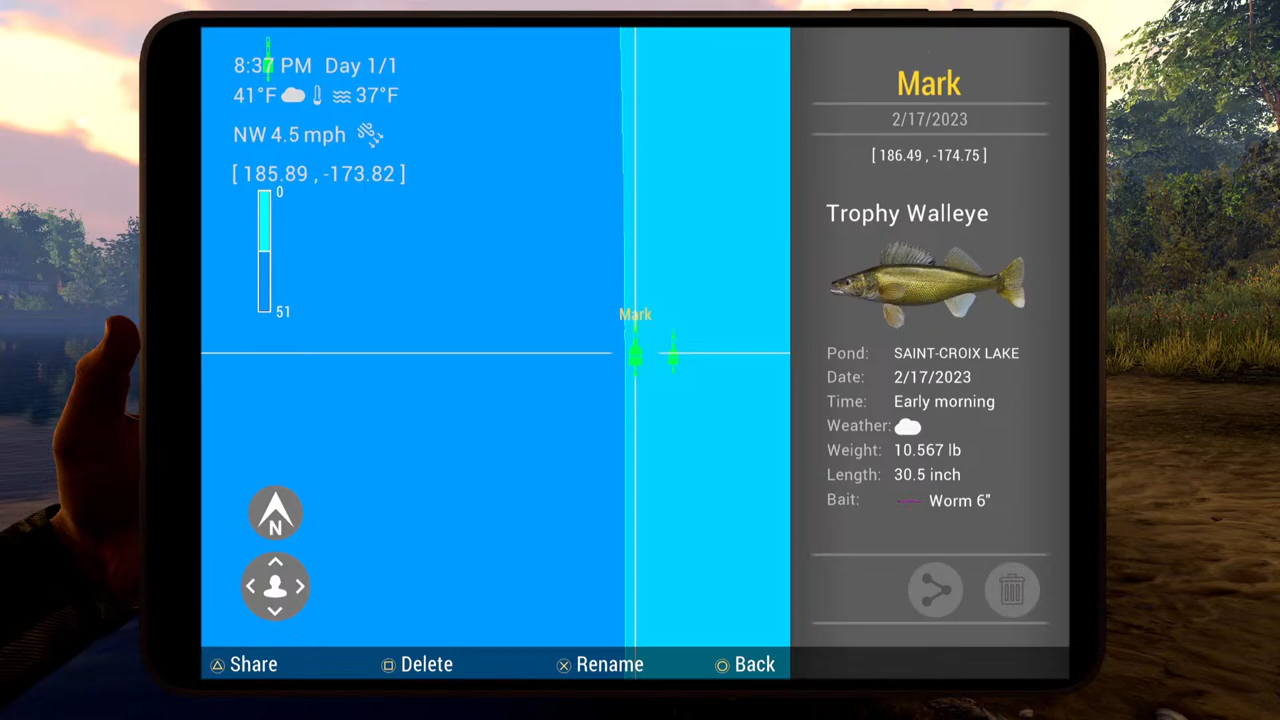 8:37 PM Day 1/1
41°F 37°F
NW 4.5 mph
[ 185.89 , -173.82 ]
0
51
Mark
N
Mark
2/17/2023
[ 186.49 , -174.75 ]
Trophy Walleye
Pond: SAINT-CROIX LAKE
Date: 2/17/2023
Time: Early morning
Weather:
Weight: 10.567 lb
Length: 30.5 inch
Bait: Worm 6"
Share Delete Rename Back